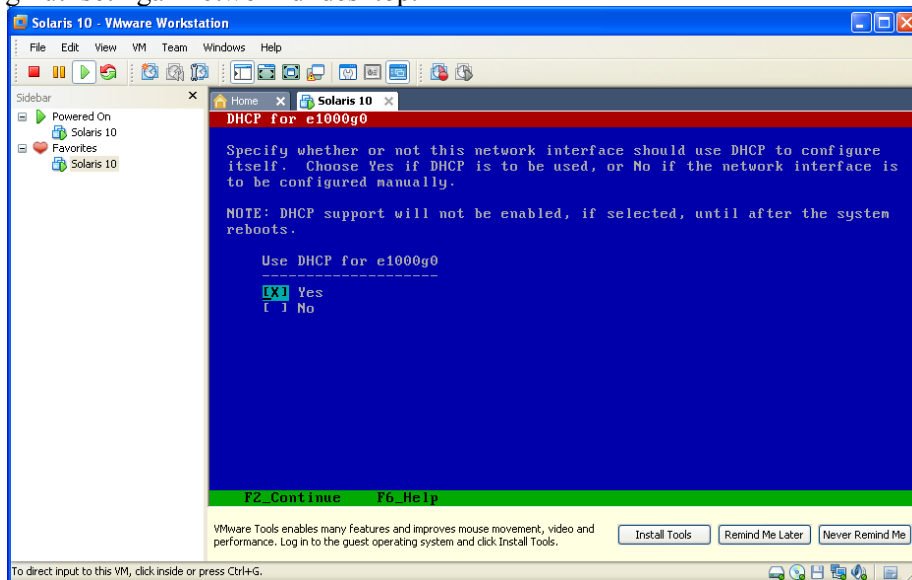 Solaris 10 - VMware Workstation
File Edit View VM Team Windows Help
Sidebar
Powered On
Solaris 10
Favorites
Solaris 10
Home
Solaris 10
DHCP for e1000g0
Specify whether or not this network interface should use DHCP to configure
itself. Choose Yes if DHCP is to be used, or No if the network interface is
to be configured manually.
NOTE: DHCP support will not be enabled, if selected, until after the system
reboots.
Use DHCP for e1000g0
--------------------
[X] Yes
[ ] No
F2_Continue F6_Help
VMware Tools enables many features and improves mouse movement, video and
performance. Log in to the guest operating system and click Install Tools.
Install Tools Remind Me Later Never Remind Me
To direct input to this VM, click inside or press Ctrl+G.